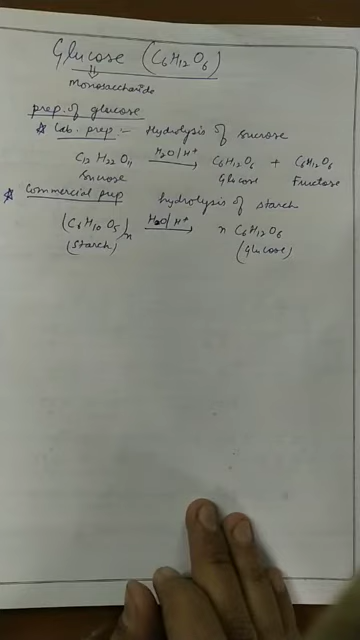 Glucose (C6H12O6)
Monosaccharide
prep. of glucose
☆ Lab. prep :- Hydrolysis of sucrose
C12 H22 O11 H2O/H+ C6H12O6 + C6H12O6
Sucrose Glucose Fructose
☆ Commercial prep hydrolysis of starch
(C6H10O5)n H2O/H+ n C6H12O6
(Starch) (Glucose)